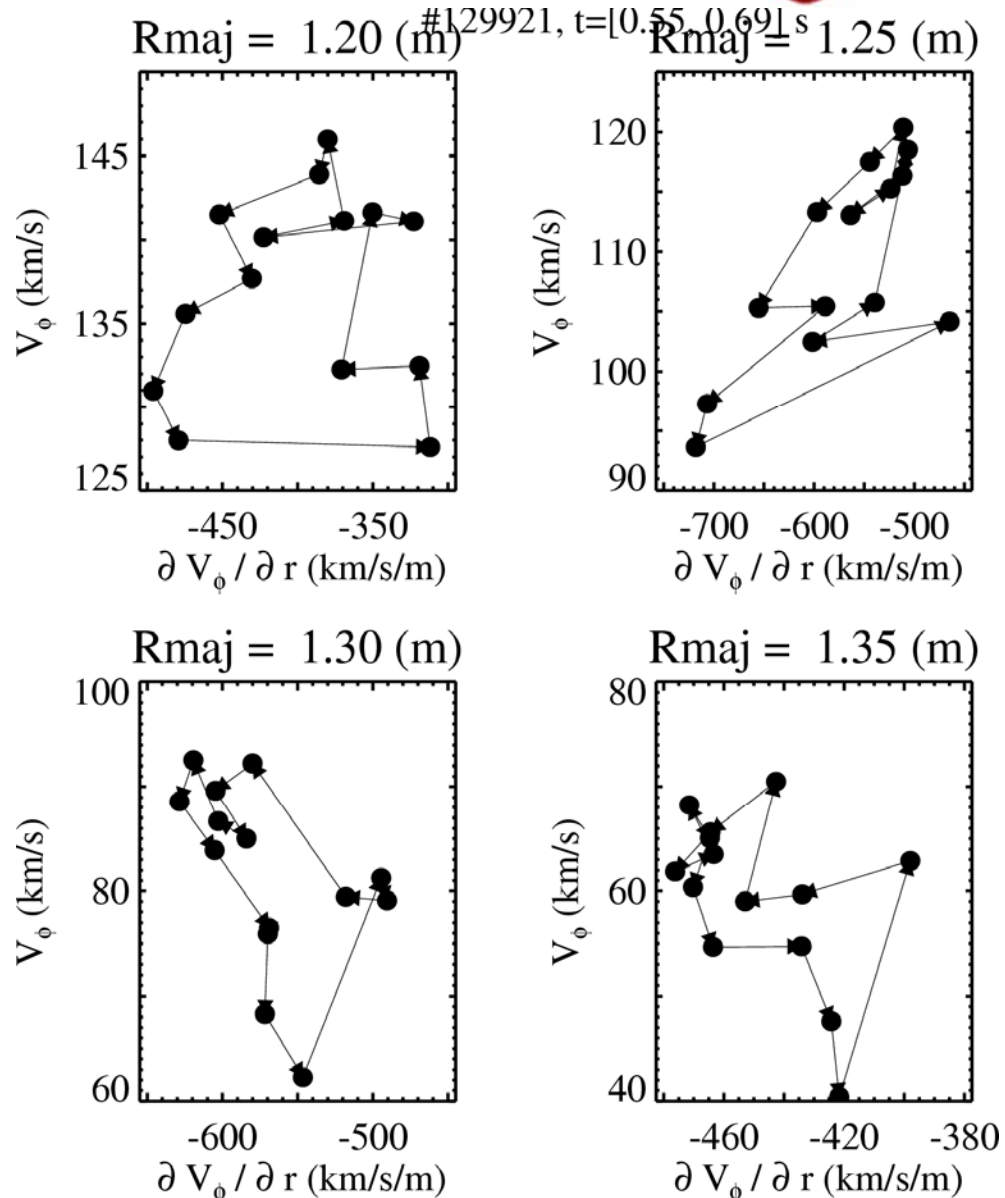 #129921, t=[0.55, 0.69] s
Rmaj = 1.20 (m)
145
135
125
-450 -350
V_ϕ (km/s)
∂ V_ϕ / ∂ r (km/s/m)
Rmaj = 1.25 (m)
120
110
100
90
-700 -600 -500
V_ϕ (km/s)
∂ V_ϕ / ∂ r (km/s/m)
Rmaj = 1.30 (m)
100
80
60
-600 -500
V_ϕ (km/s)
∂ V_ϕ / ∂ r (km/s/m)
Rmaj = 1.35 (m)
80
60
40
-460 -420 -380
V_ϕ (km/s)
∂ V_ϕ / ∂ r (km/s/m)